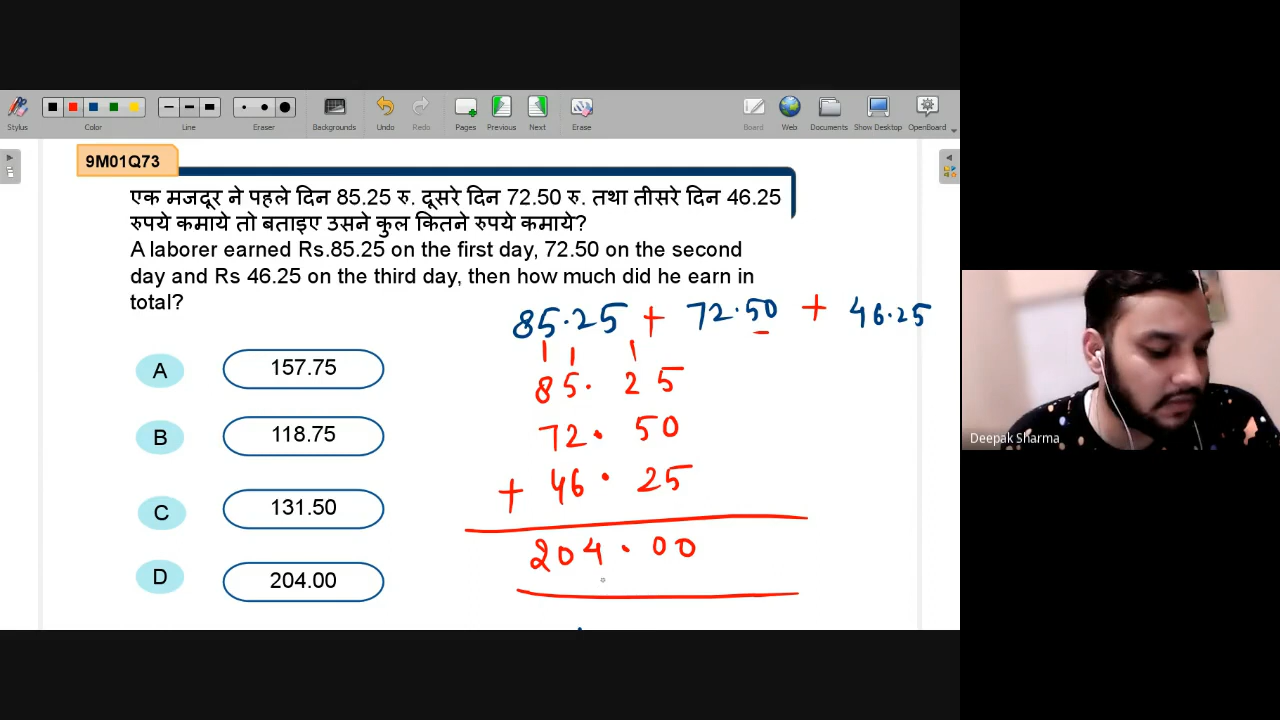 Stylus Color Line Eraser Backgrounds Undo Redo Pages Previous Next Erase Board Web Documents Show Desktop OpenBoard
9M01Q73
एक मजदूर ने पहले दिन 85.25 रु. दूसरे दिन 72.50 रु. तथा तीसरे दिन 46.25
रुपये कमाये तो बताइए उसने कुल कितने रुपये कमाये?
A laborer earned Rs.85.25 on the first day, 72.50 on the second
day and Rs 46.25 on the third day, then how much did he earn in
total?
85.25 + 72.50 + 46.25
A 157.75
B 118.75
C 131.50
D 204.00
85.25
72.50
+ 46.25
204.00
Deepak Sharma